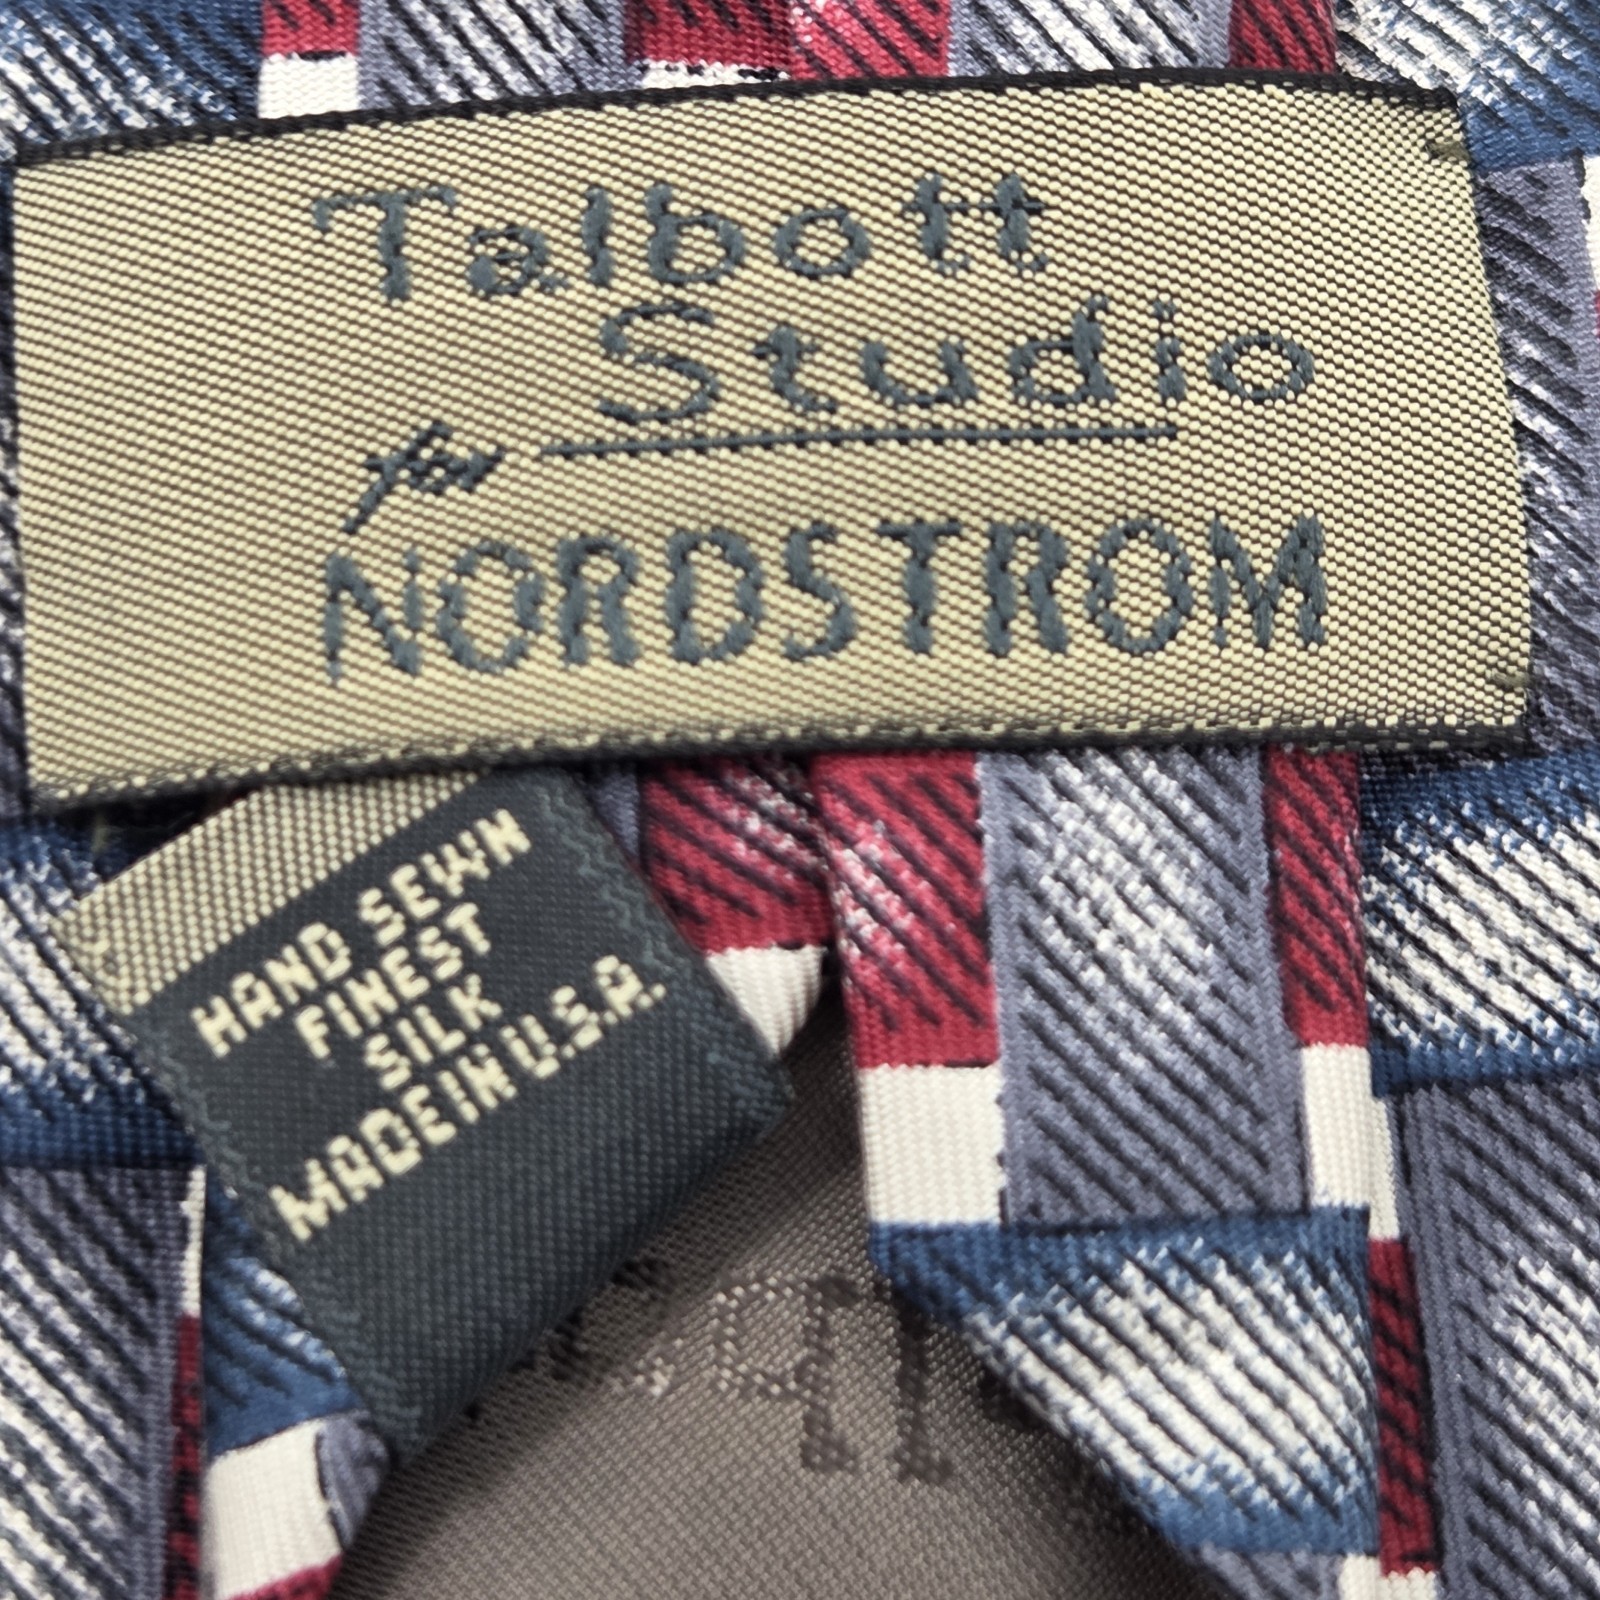 Talbott
Studio
for
NORDSTROM
HAND SEWN
FINEST
SILK
MADE IN U.S.A.